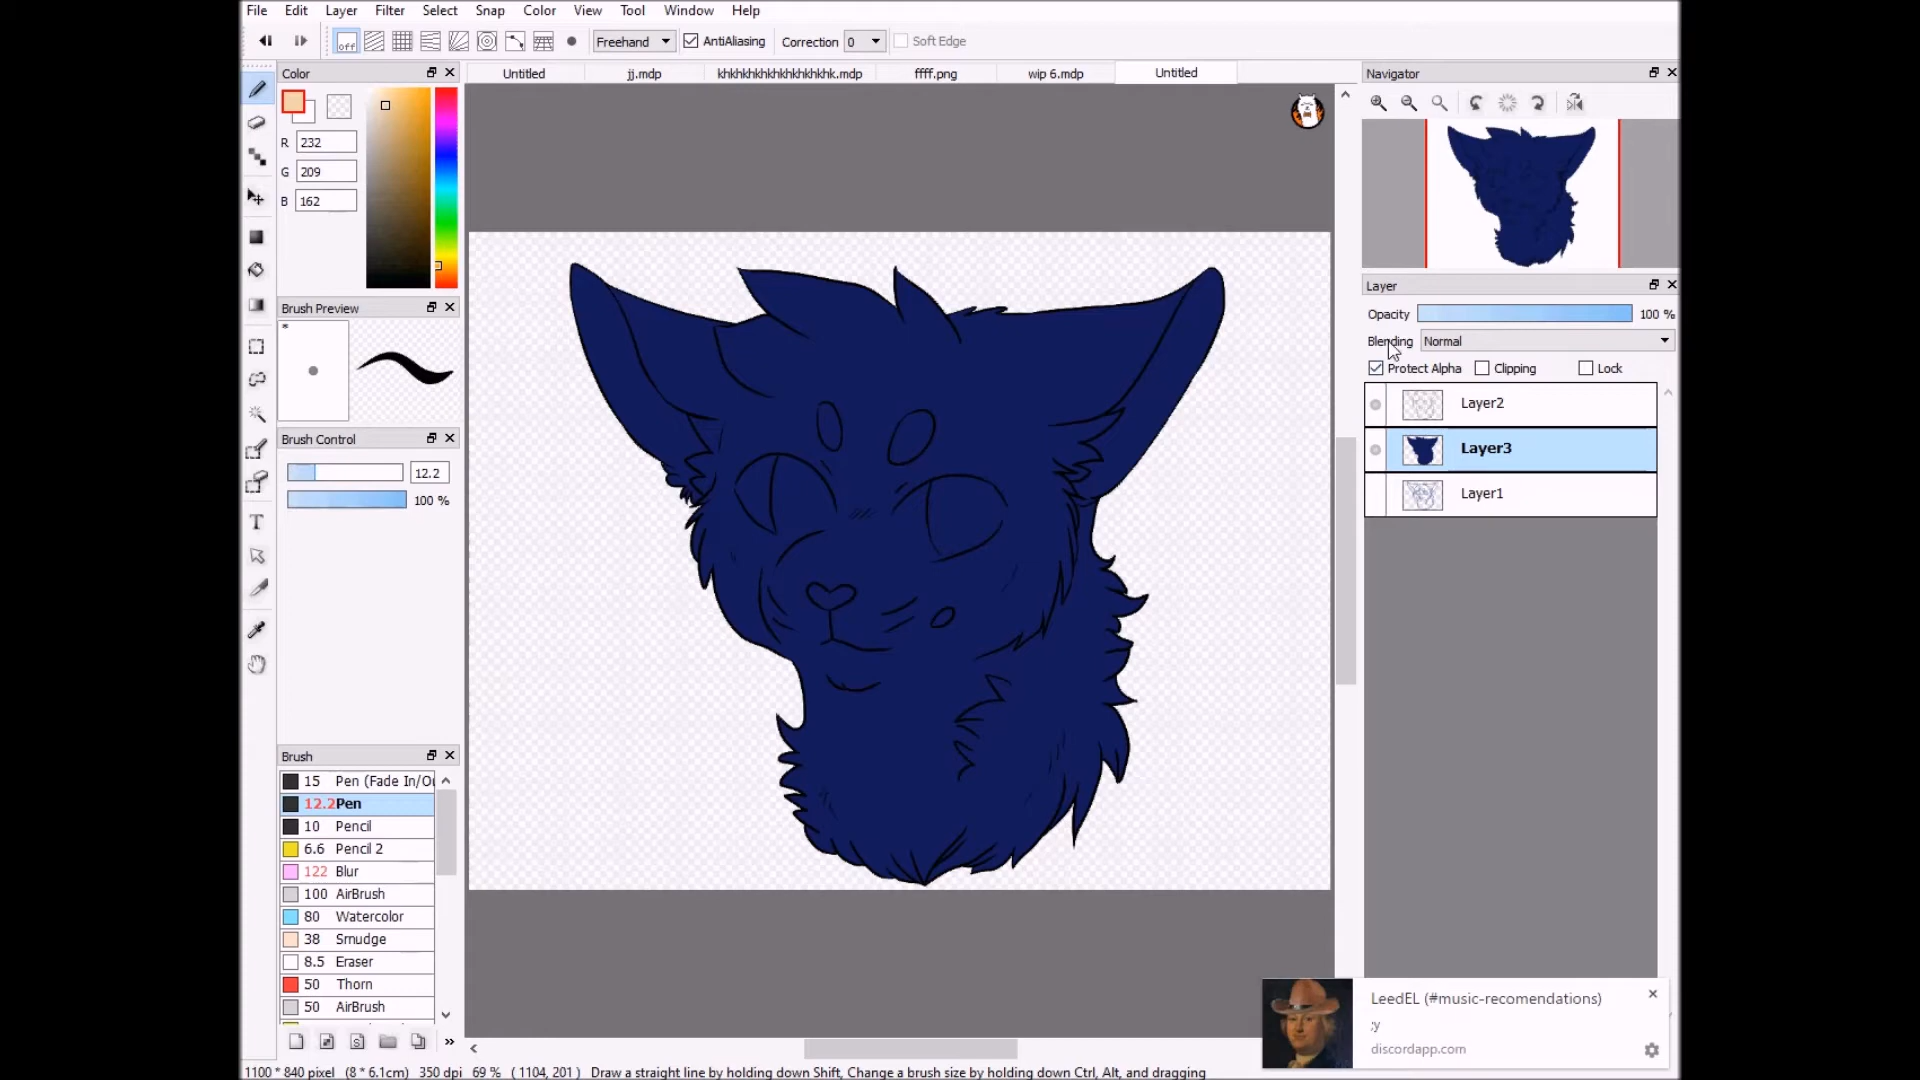 File Edit Layer Filter Select Snap Color View Tool Window Help
off Freehand AntiAliasing Correction 0 Soft Edge
Color
Untitled jj.mdp khkhkhkhkhkhkhkhkhk.mdp ffff.png wip 6.mdp Untitled
Navigator
R 232
G 209
B 162
Brush Preview
*
Layer
Opacity 100 %
Blending Normal
Protect Alpha Clipping Lock
Layer2
Layer3
Layer1
Brush Control
12.2
100 %
Brush
15 Pen (Fade In/Ou
12.2 Pen
10 Pencil
6.6 Pencil 2
122 Blur
100 AirBrush
80 Watercolor
38 Smudge
8.5 Eraser
50 Thorn
50 AirBrush
LeedEL (#music-recomendations)
;y
discordapp.com
1100 * 840 pixel (8 * 6.1cm) 350 dpi 69 % ( 1104, 201 ) Draw a straight line by holding down Shift, Change a brush size by holding down Ctrl, Alt, and dragging